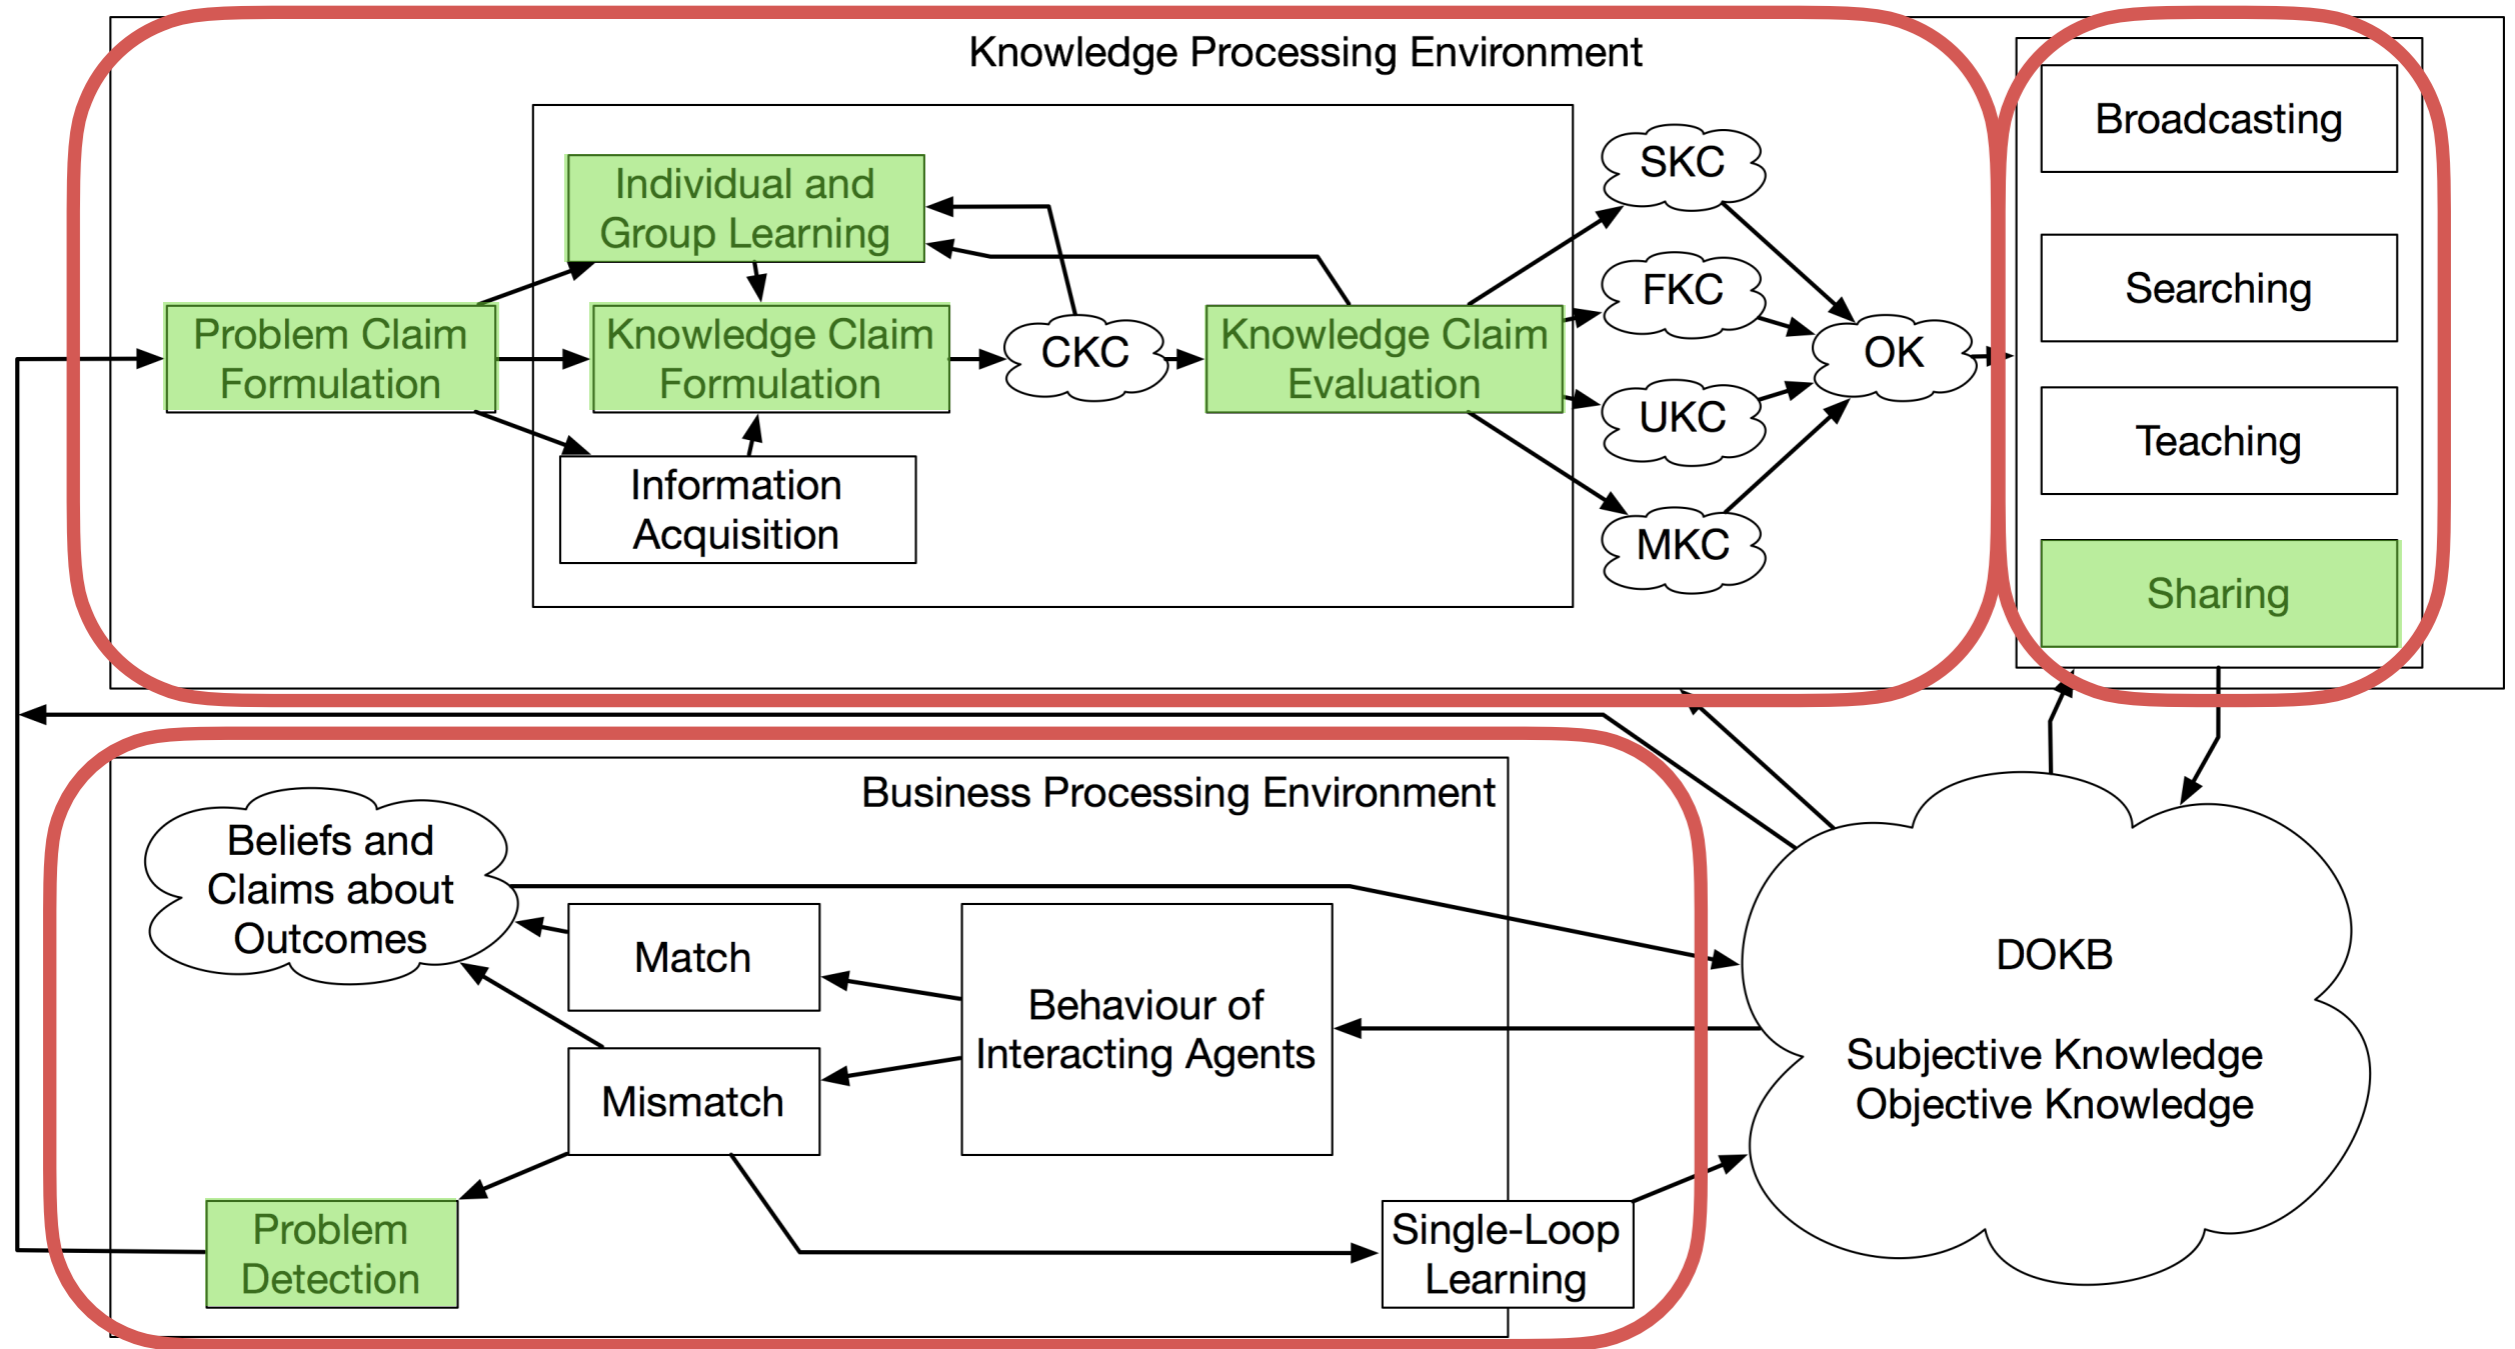 Knowledge Processing Environment
Individual and
Group Learning
Problem Claim
Formulation
Knowledge Claim
Formulation
Information
Acquisition
CKC
Knowledge Claim
Evaluation
SKC
FKC
UKC
MKC
OK
Broadcasting
Searching
Teaching
Sharing
Business Processing Environment
Beliefs and
Claims about
Outcomes
Match
Mismatch
Behaviour of
Interacting Agents
Problem
Detection
Single-Loop
Learning
DOKB
Subjective Knowledge
Objective Knowledge